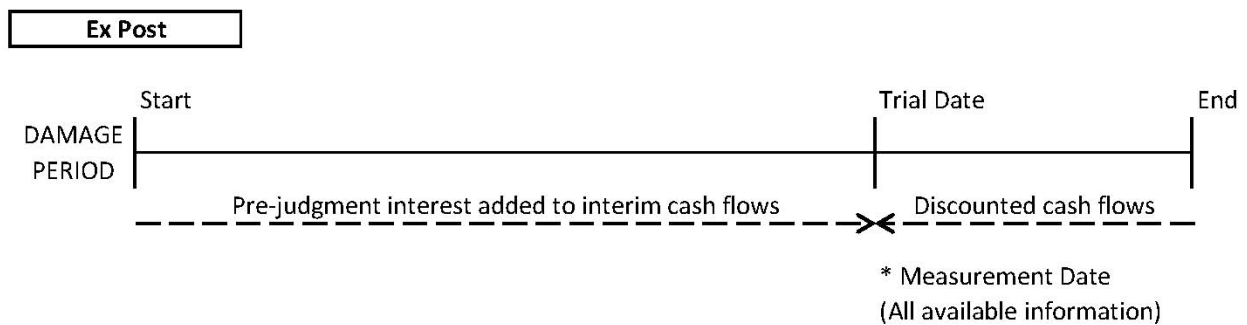 Ex Post
Start
Trial Date
End
DAMAGE
PERIOD
Pre-judgment interest added to interim cash flows
Discounted cash flows
* Measurement Date
(All available information)